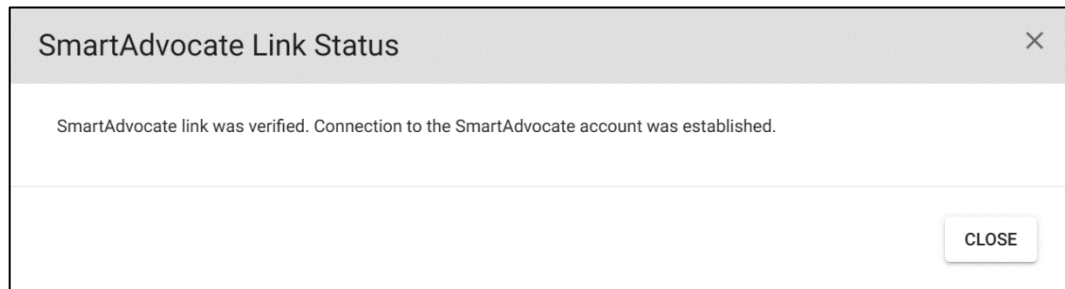 SmartAdvocate Link Status
SmartAdvocate link was verified. Connection to the SmartAdvocate account was established.
CLOSE